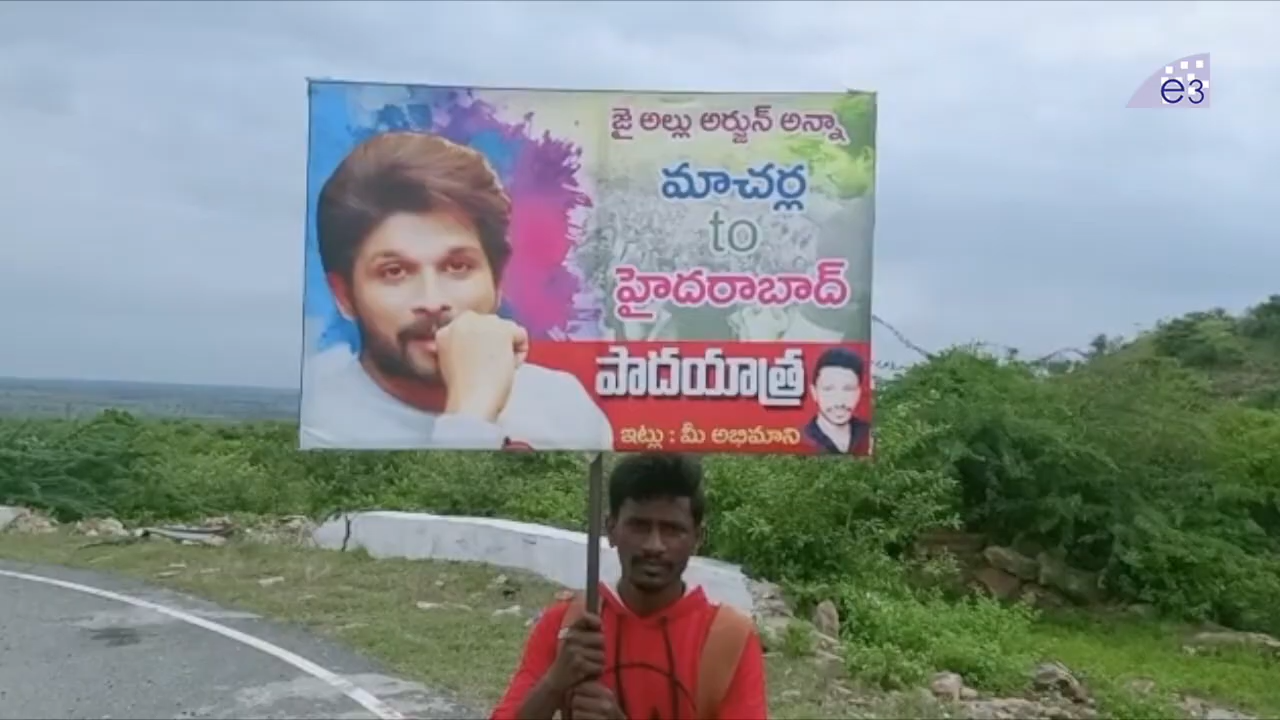 e3
జై అల్లు అర్జున్ అన్నా
మాచర్ల
to
హైదరాబాద్
పాదయాత్ర
ఇట్లు : మీ అభిమాని